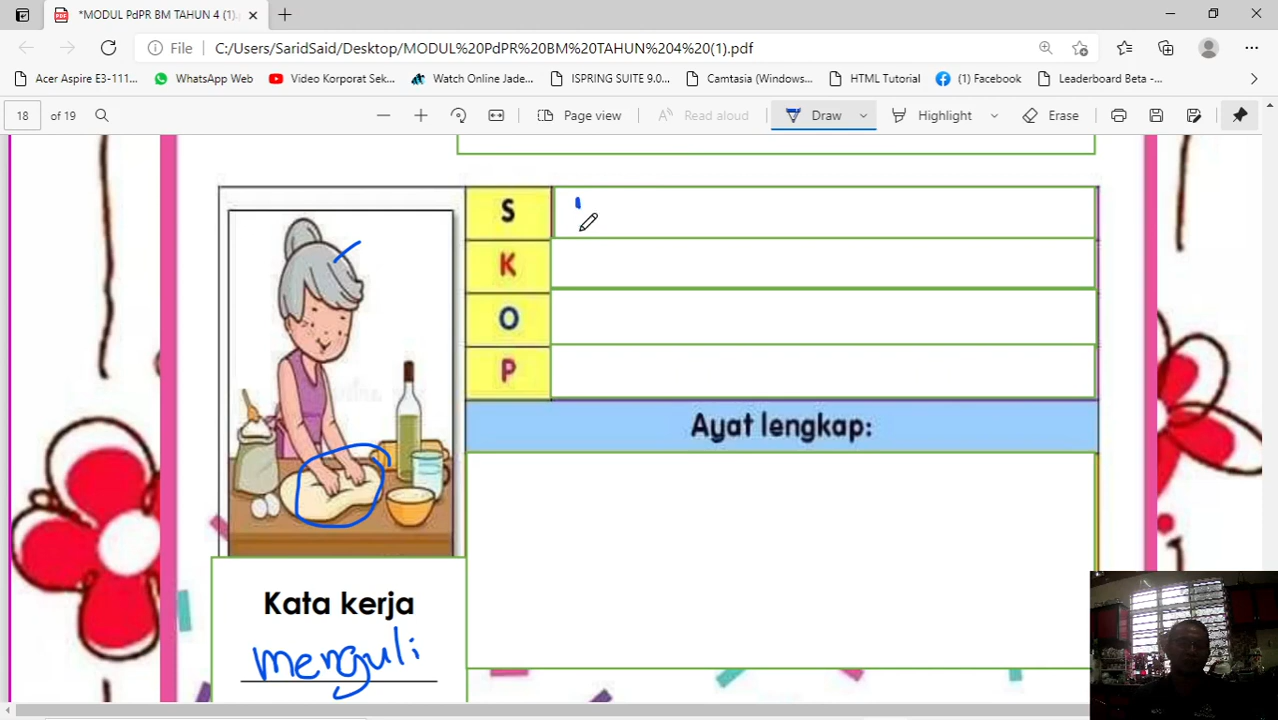 *MODUL PdPR BM TAHUN 4 (1).p
File C:/Users/SaridSaid/Desktop/MODUL%20PdPR%20BM%20TAHUN%204%20(1).pdf
Acer Aspire E3-111... WhatsApp Web Video Korporat Sek... Watch Online Jade... ISPRING SUITE 9.0... Camtasia (Windows... HTML Tutorial (1) Facebook Leaderboard Beta -...
18 of 19 Page view Read aloud Draw Highlight Erase
S
K
O
P
Ayat lengkap:
Kata kerja
menguli